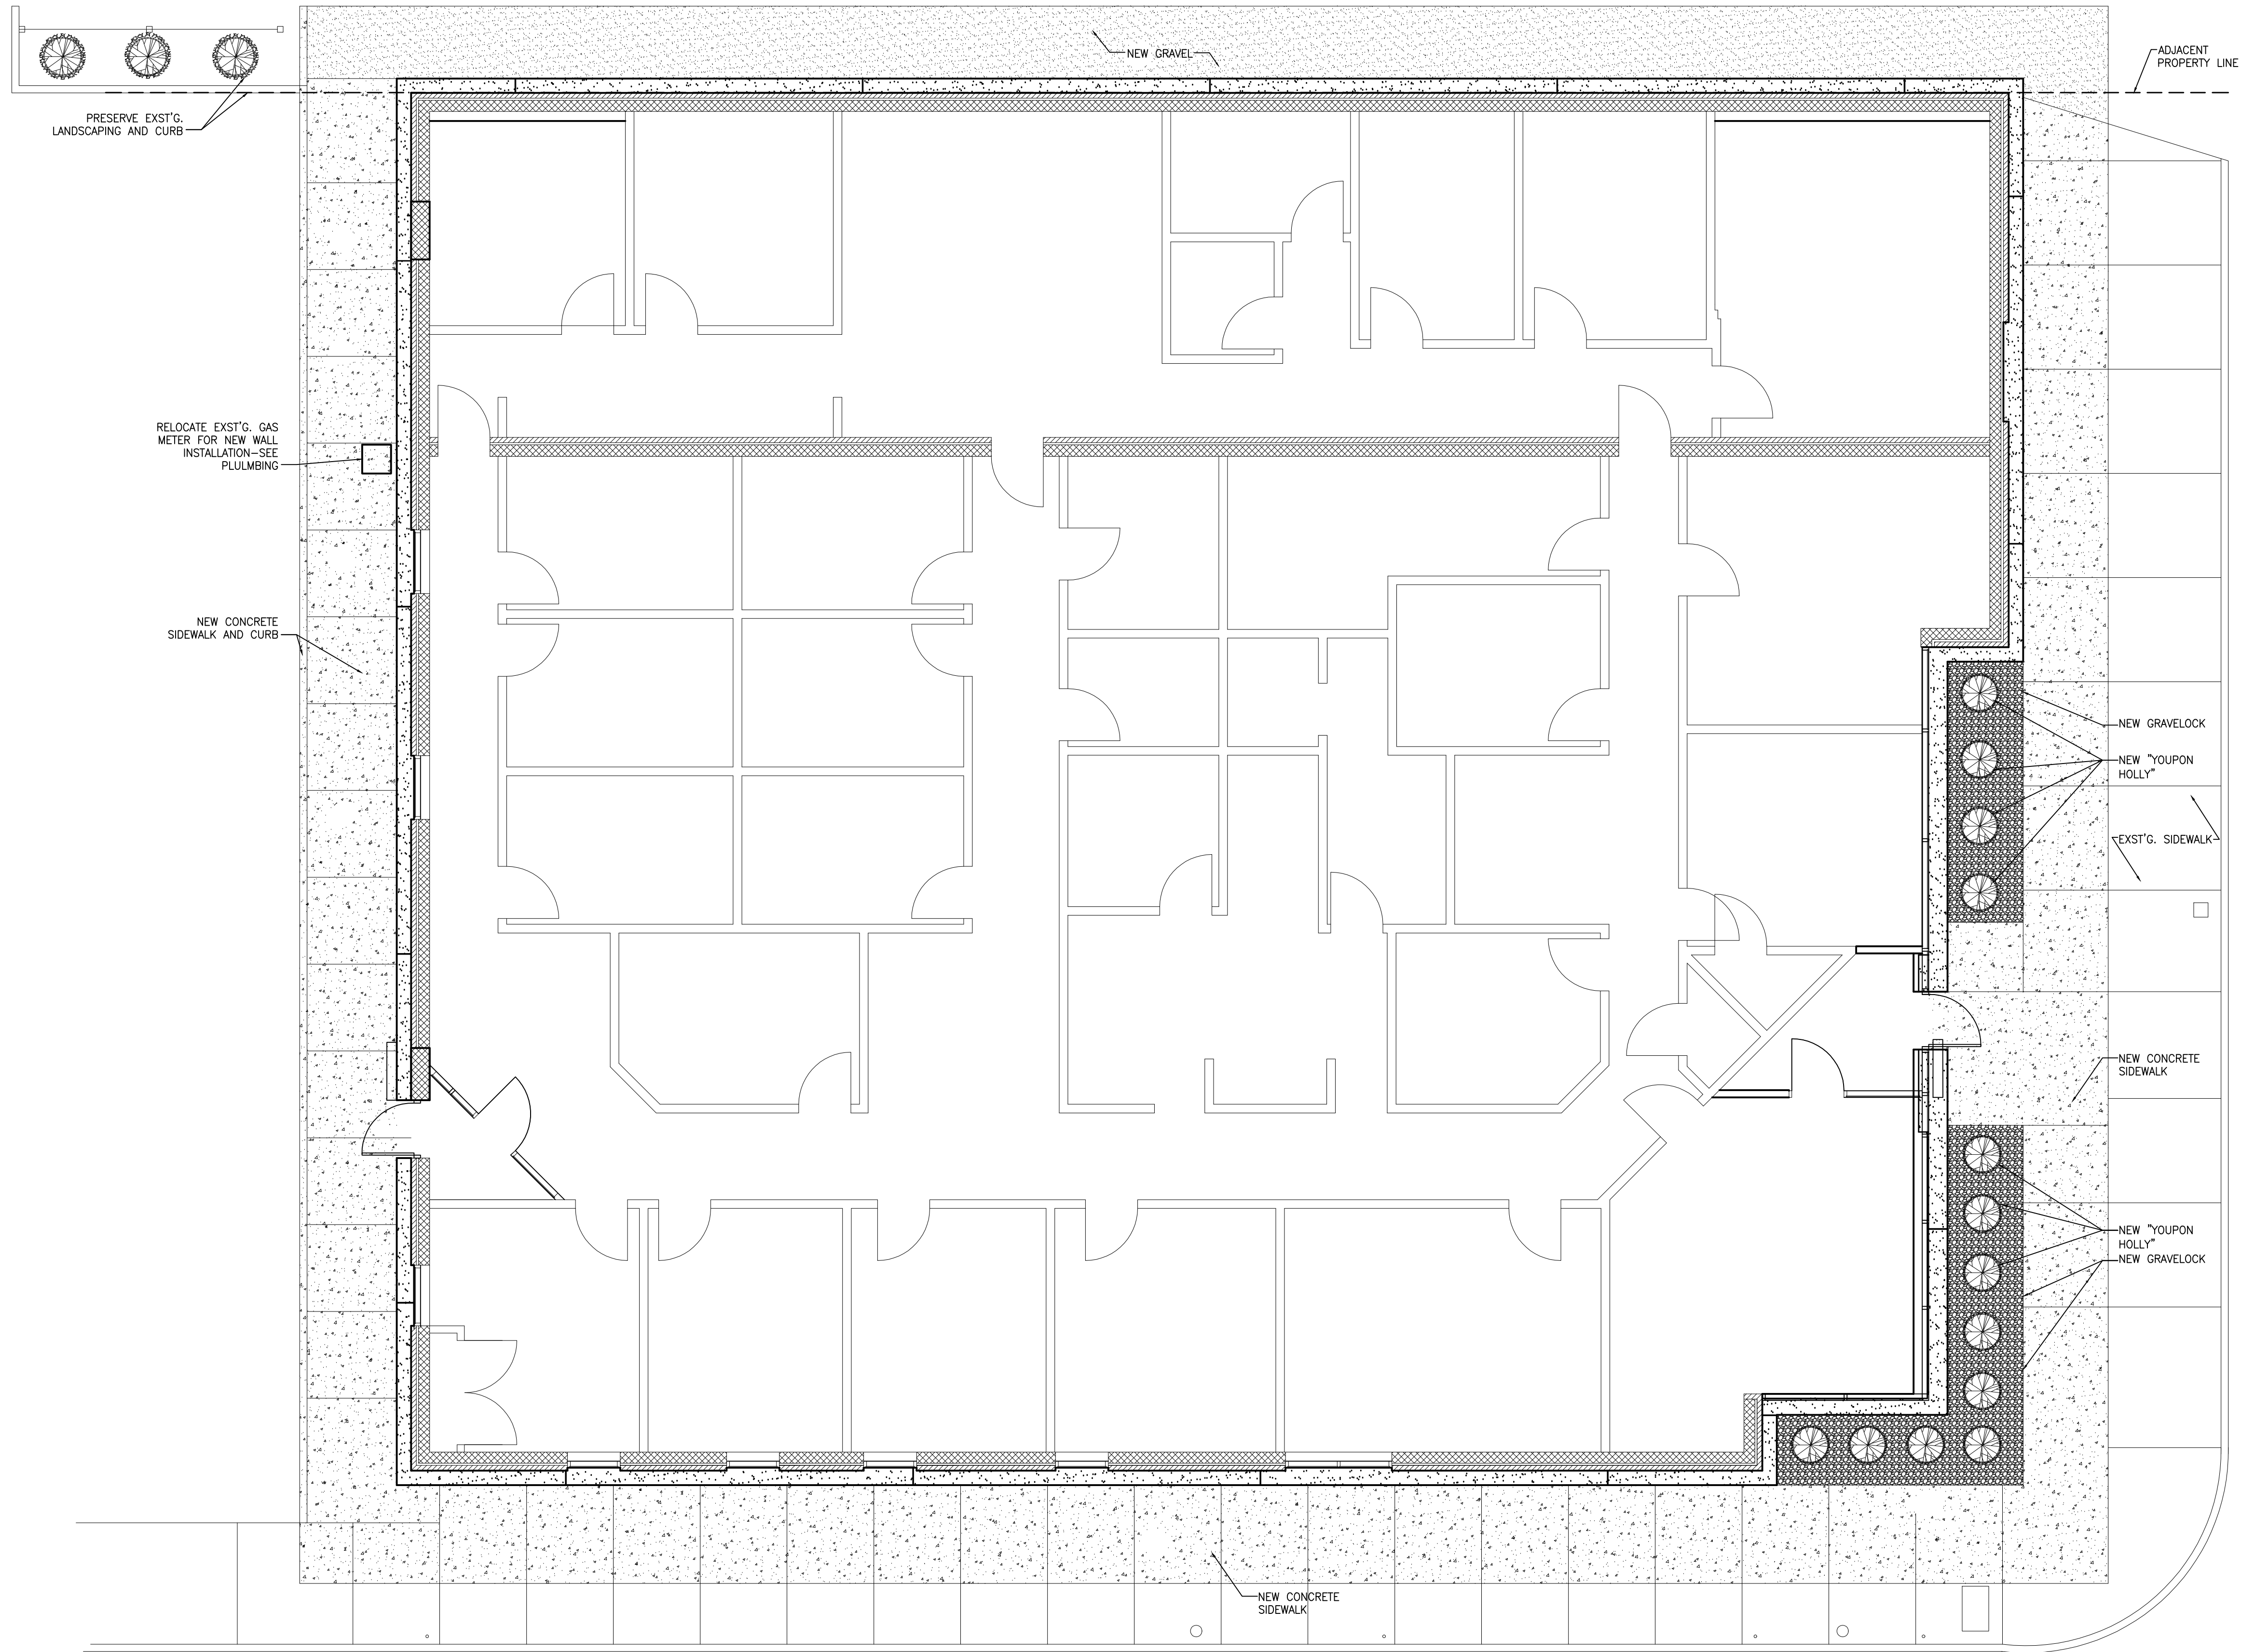 NEW GRAVEL
ADJACENT
PROPERTY LINE
PRESERVE EXST'G.
LANDSCAPING AND CURB
RELOCATE EXST'G. GAS
METER FOR NEW WALL
INSTALLATION-SEE
PLULMBING
NEW CONCRETE
SIDEWALK AND CURB
NEW GRAVELOCK
NEW "YOUPON
HOLLY"
EXST'G. SIDEWALK
NEW CONCRETE
SIDEWALK
NEW "YOUPON
HOLLY"
NEW GRAVELOCK
NEW CONCRETE
SIDEWALK